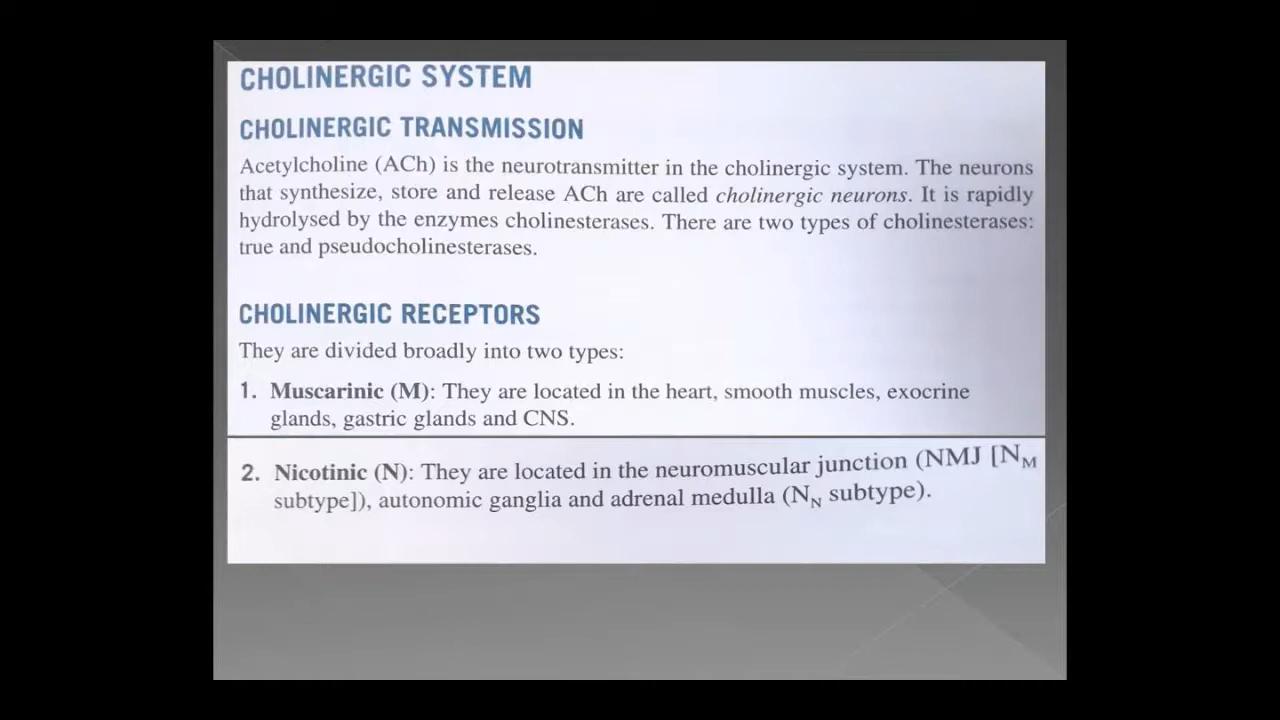 CHOLINERGIC SYSTEM
CHOLINERGIC TRANSMISSION
Acetylcholine (ACh) is the neurotransmitter in the cholinergic system. The neurons
that synthesize, store and release ACh are called cholinergic neurons. It is rapidly
hydrolysed by the enzymes cholinesterases. There are two types of cholinesterases:
true and pseudocholinesterases.
CHOLINERGIC RECEPTORS
They are divided broadly into two types:
1. Muscarinic (M): They are located in the heart, smooth muscles, exocrine
glands, gastric glands and CNS.
2. Nicotinic (N): They are located in the neuromuscular junction (NMJ [NM
subtype]), autonomic ganglia and adrenal medulla (NN subtype).